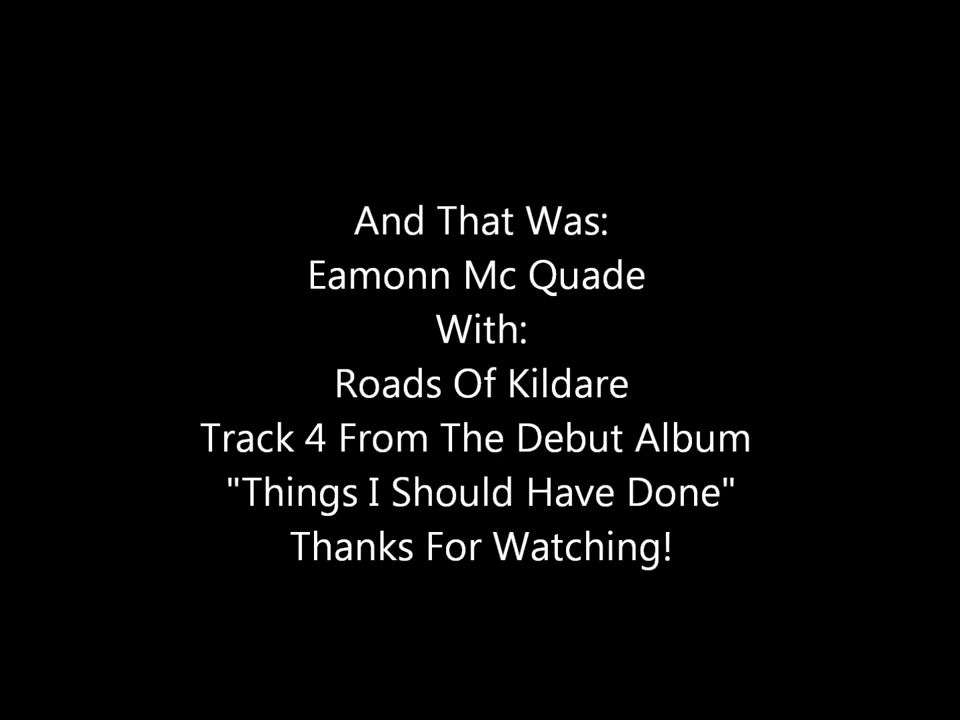 And That Was:
Eamonn Mc Quade
With:
Roads Of Kildare
Track 4 From The Debut Album
"Things I Should Have Done"
Thanks For Watching!